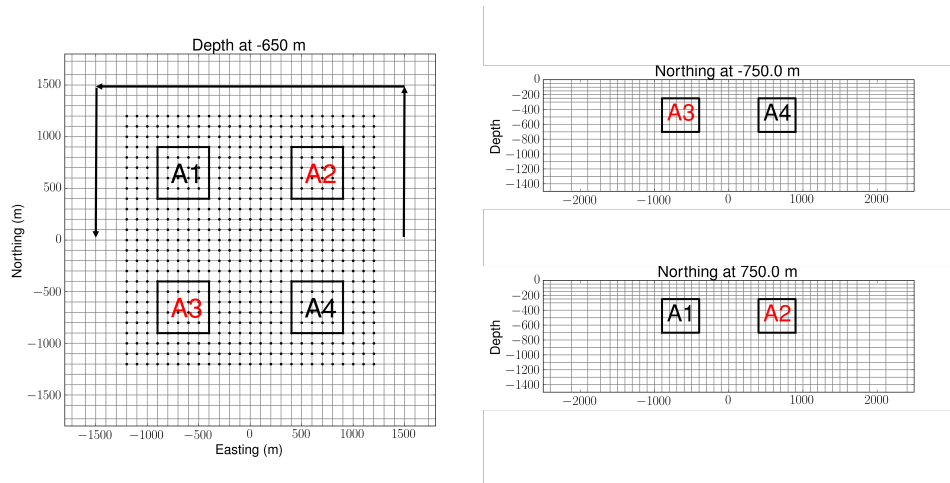 Depth at -650 m
1500
1000
500
0
−500
−1000
−1500
Northing (m)
A1
A2
A3
A4
−1500 −1000 −500 0 500 1000 1500
Easting (m)
Northing at -750.0 m
0
−200
−400
−600
−800
−1000
−1200
−1400
Depth
A3
A4
−2000 −1000 0 1000 2000
Northing at 750.0 m
0
−200
−400
−600
−800
−1000
−1200
−1400
Depth
A1
A2
−2000 −1000 0 1000 2000